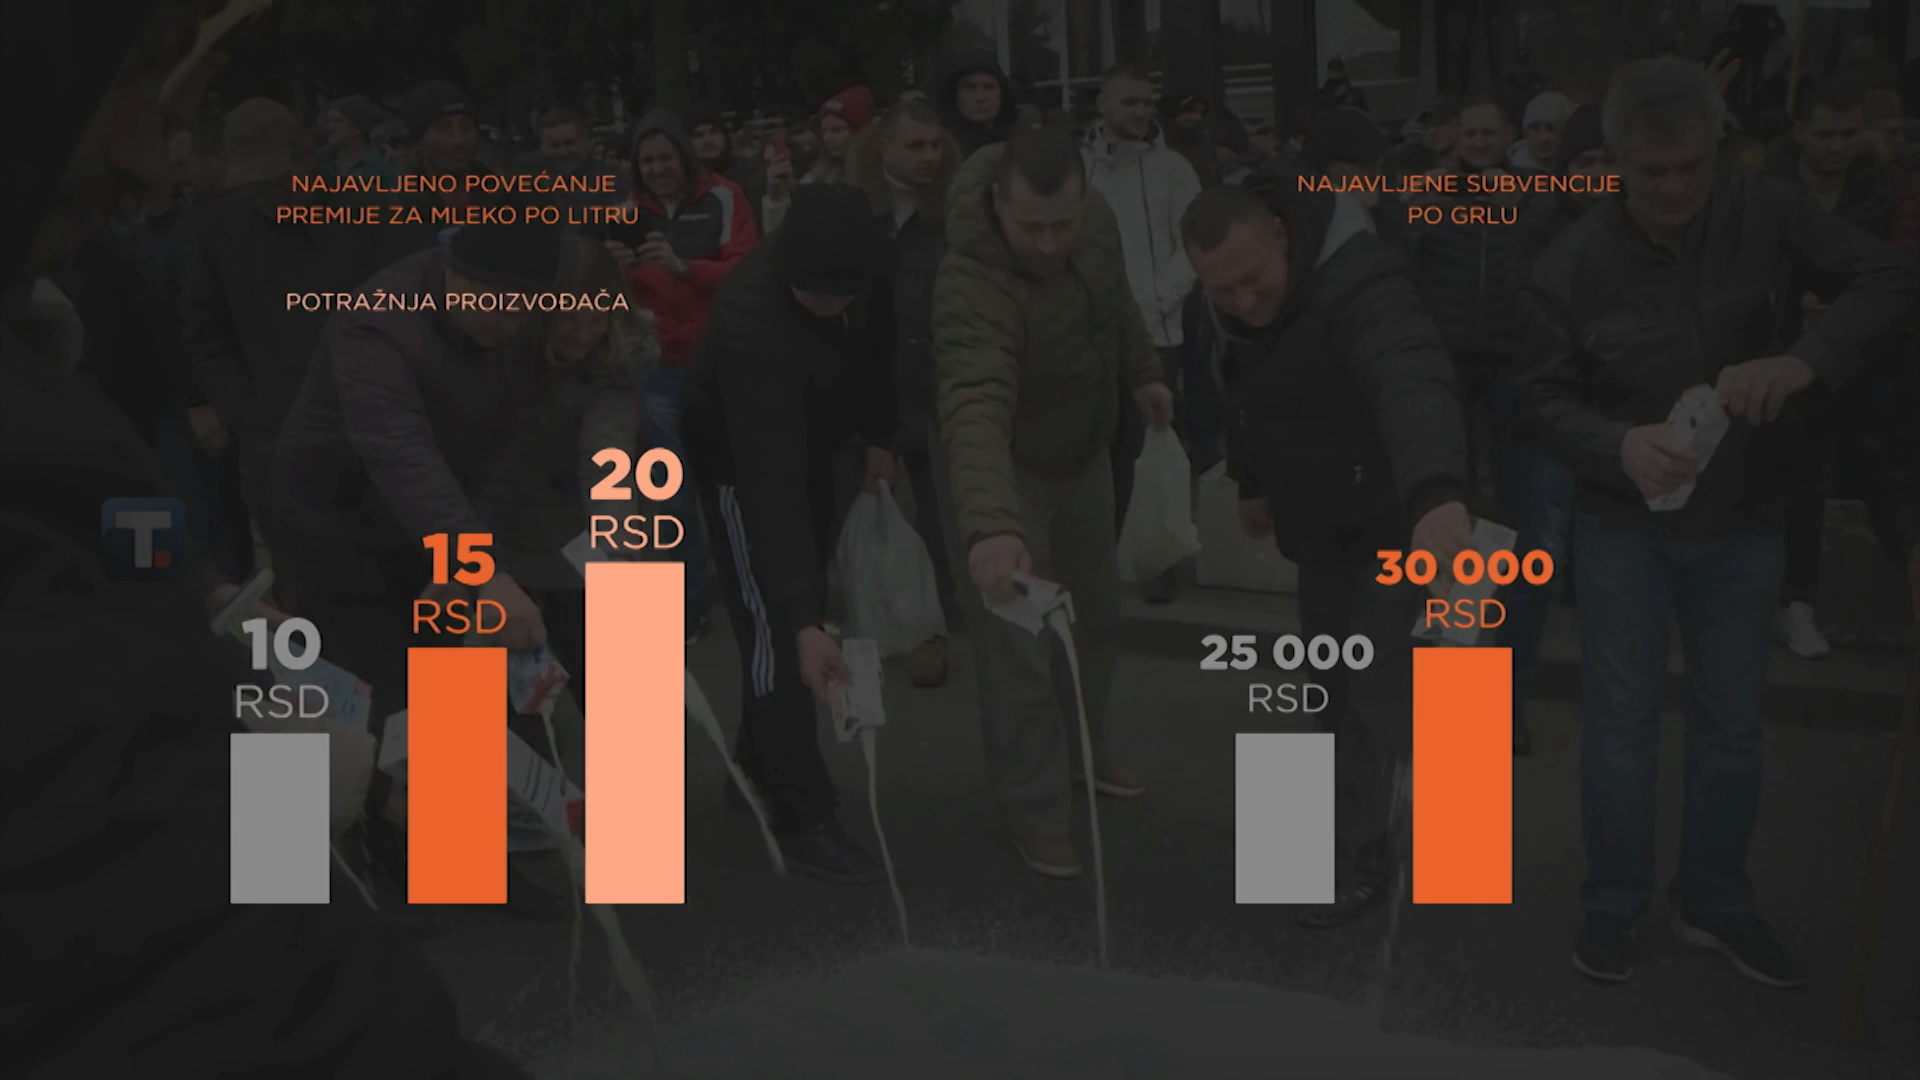 NAJAVLJENO POVEĆANJE
PREMIJE ZA MLEKO PO LITRU
POTRAŽNJA PROIZVOĐAČA
10
RSD
15
RSD
20
RSD
NAJAVLJENE SUBVENCIJE
PO GRLU
25 000
RSD
30 000
RSD
T.